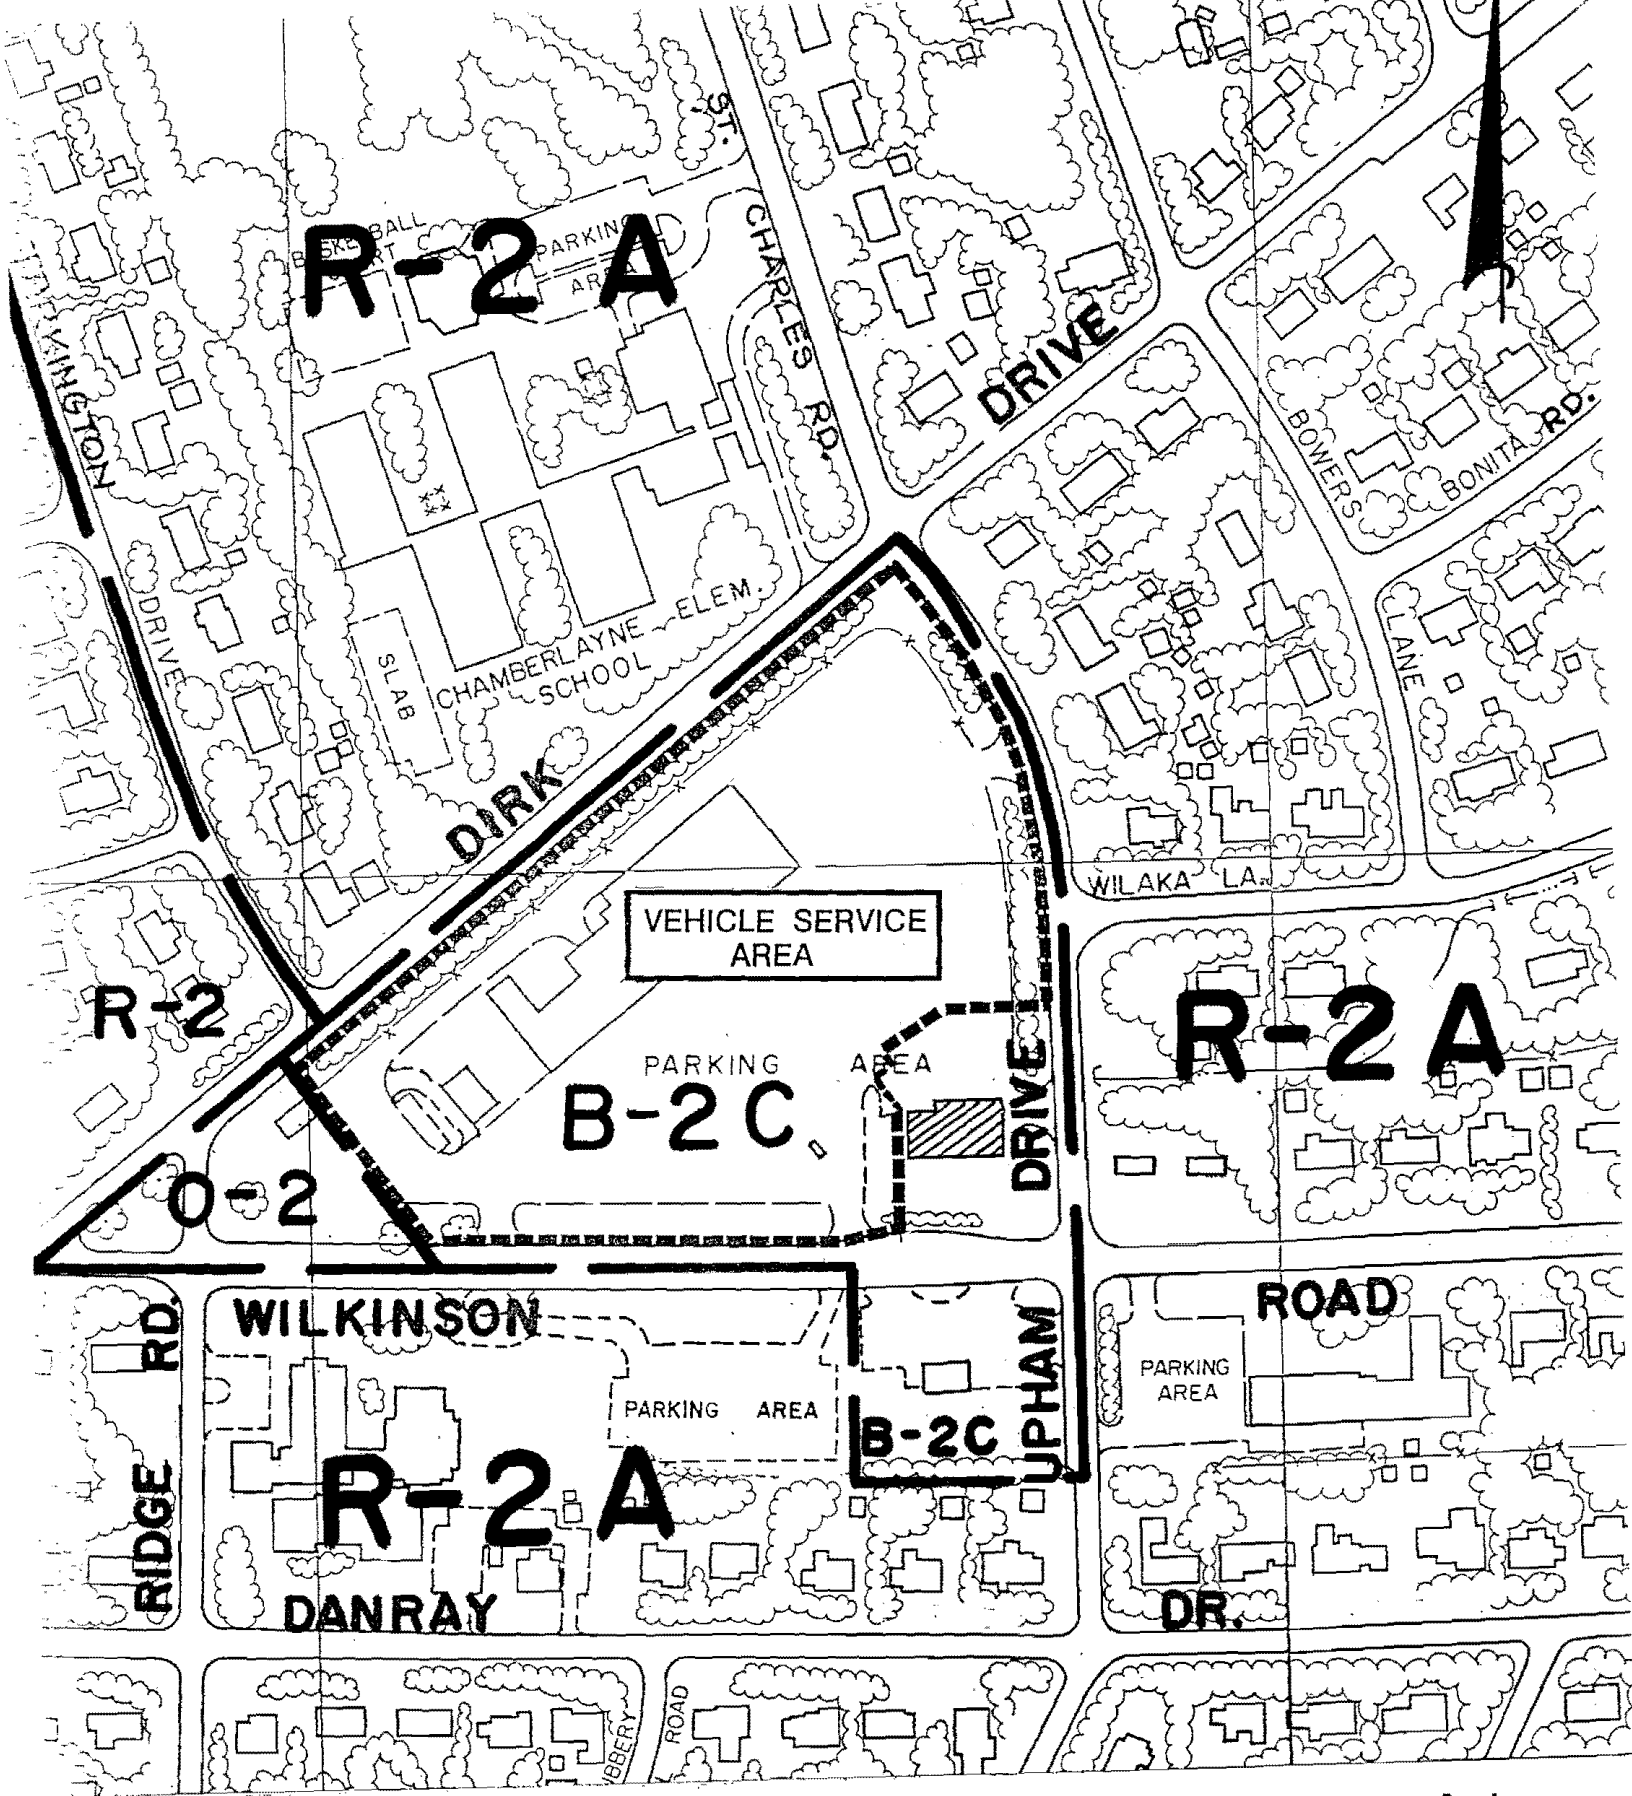 ST.
CHARLES RD.
BALL
PARKING
AREA
R-2A
DRIVE
BOWERS
LANE
BONITA RD.
DRIVE
CHAMBERLAYNE ELEM.
SCHOOL
SLAB
DIRK
WILAKA LA.
VEHICLE SERVICE
AREA
R-2
R-2A
PARKING AREA
B-2C
DRIVE
O-2
WILKINSON
ROAD
RIDGE RD.
PARKING AREA
PARKING
AREA
B-2C
UPHAM
R-2A
DANRAY
DR.
ROAD